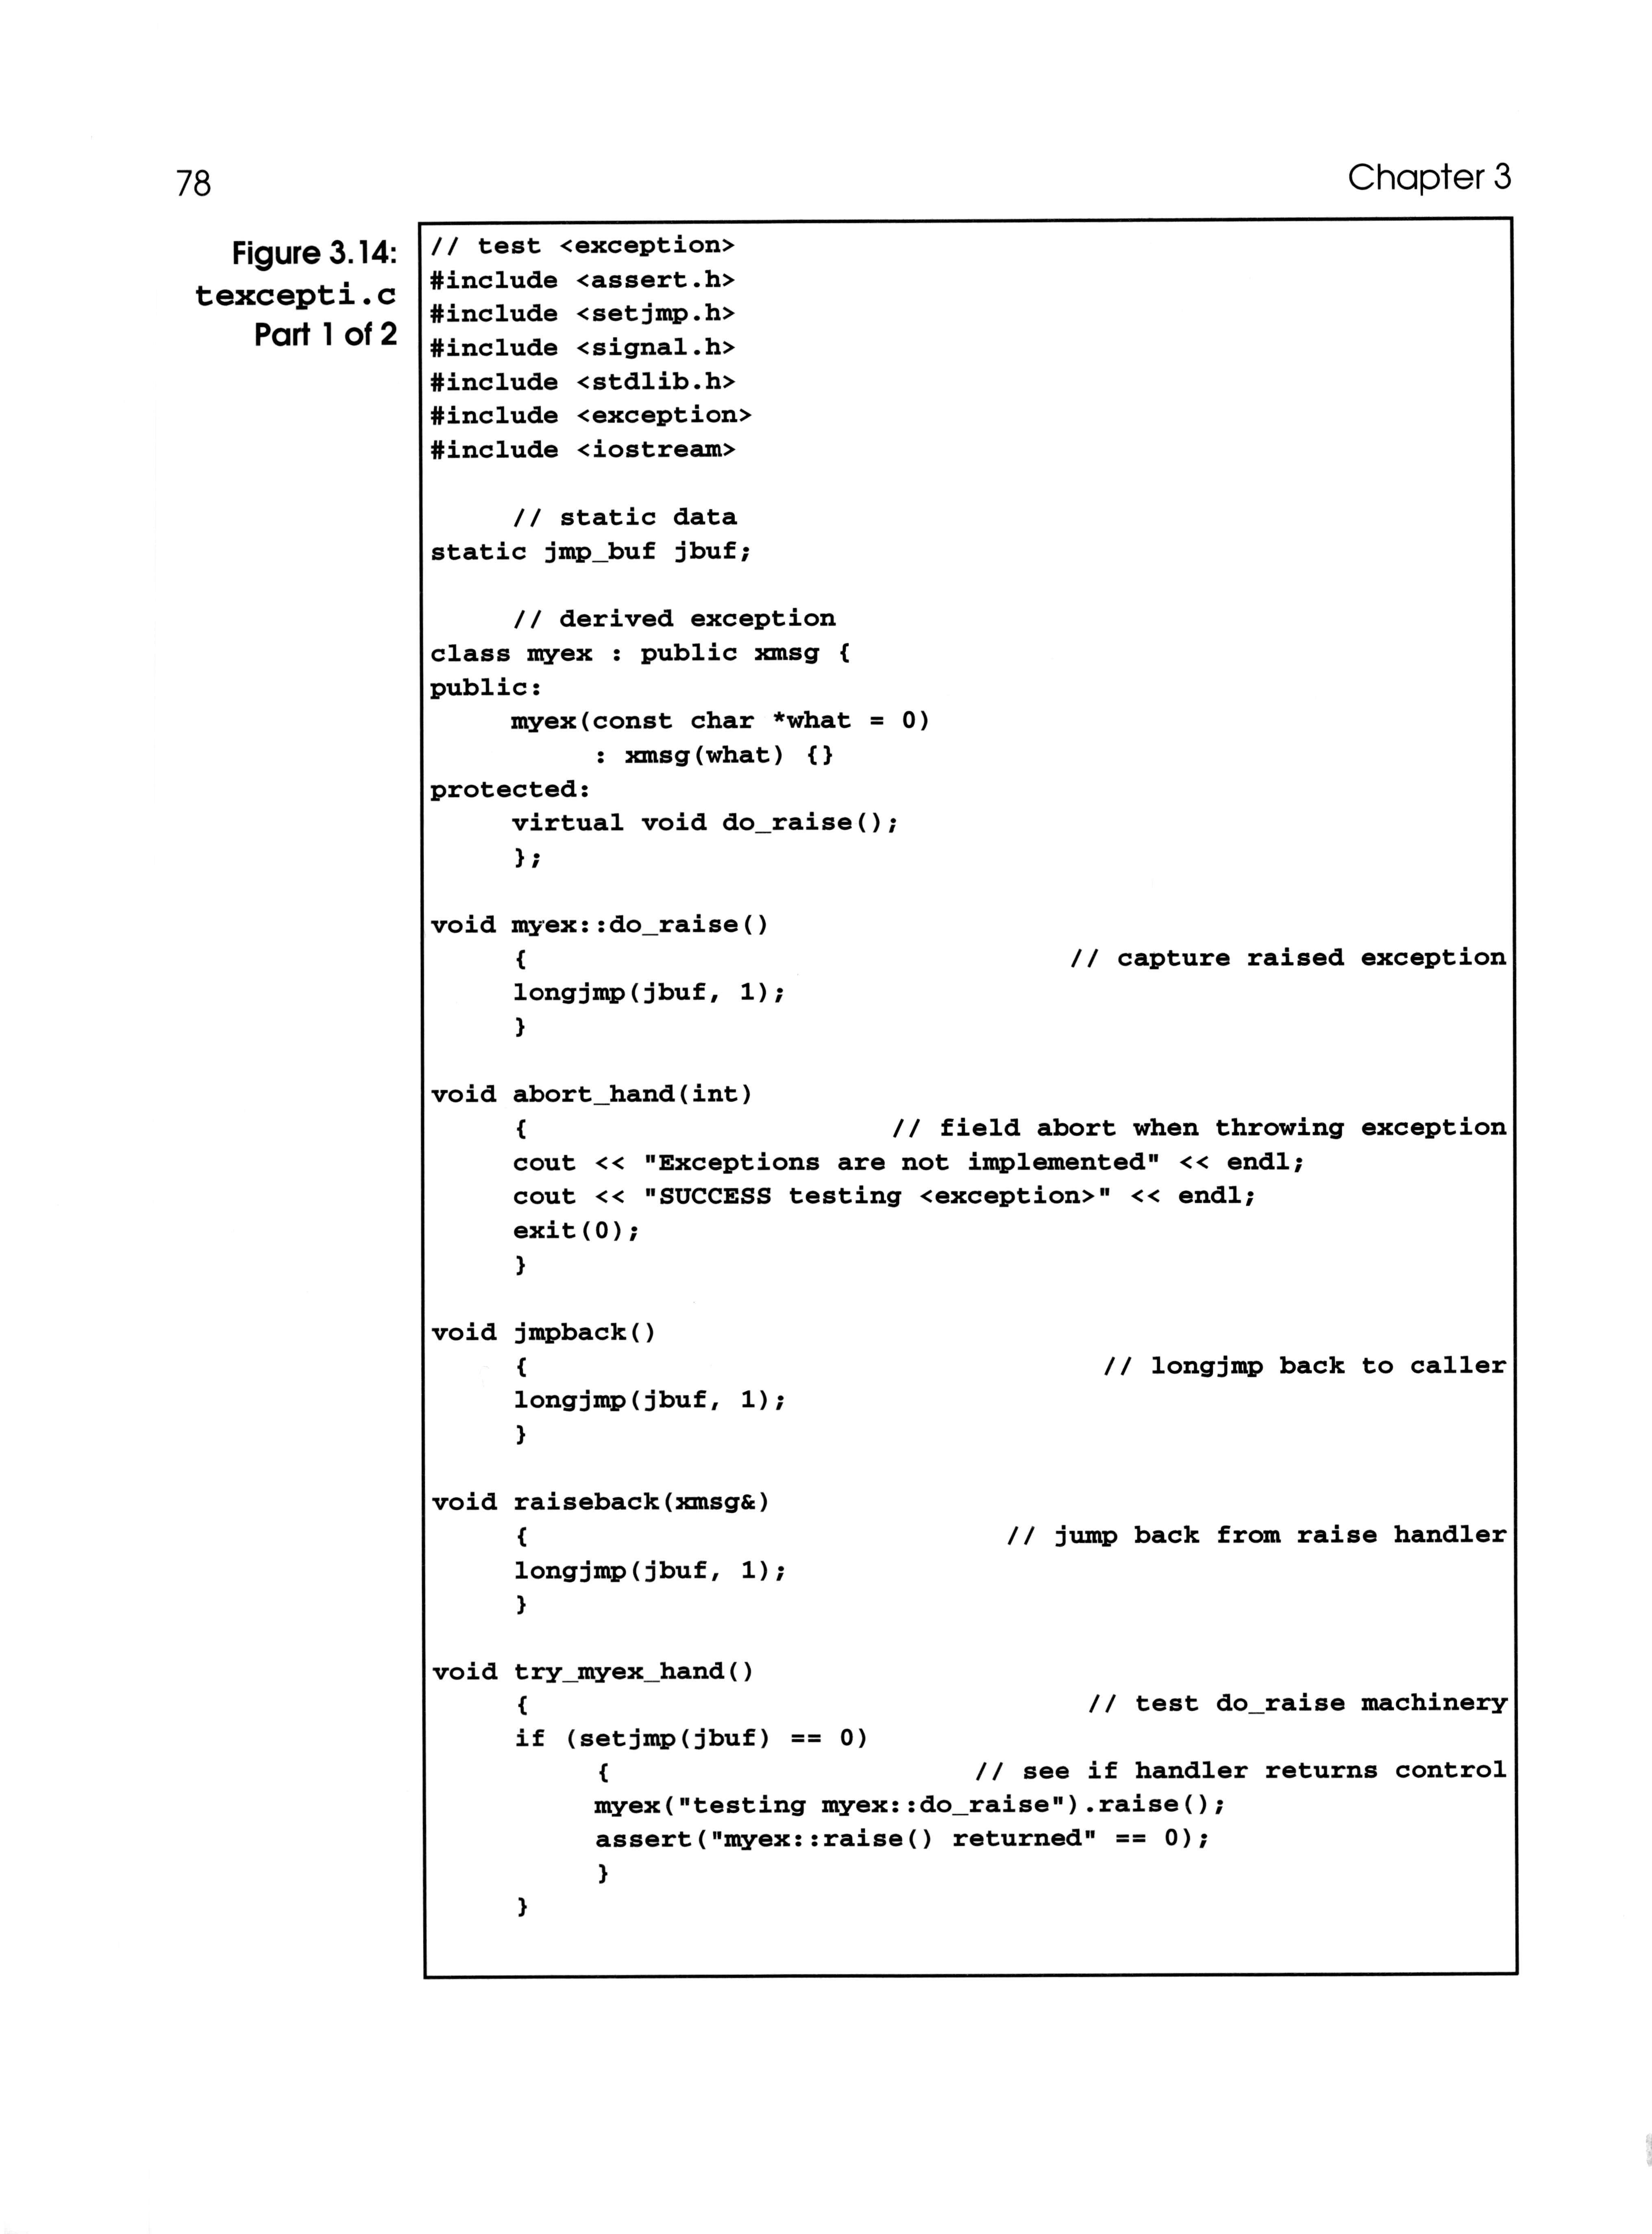 78
Chapter 3
Figure 3.14:
texcepti.c
Part 1 of 2
// test <exception>
#include <assert.h>
#include <setjmp.h>
#include <signal.h>
#include <stdlib.h>
#include <exception>
#include <iostream>
// static data
static jmp_buf jbuf;
// derived exception
class myex : public xmsg {
public:
myex(const char *what = 0)
: xmsg(what) {}
protected:
virtual void do_raise();
};
void myex::do_raise()
{ // capture raised exception
longjmp(jbuf, 1);
}
void abort_hand(int)
{ // field abort when throwing exception
cout << "Exceptions are not implemented" << endl;
cout << "SUCCESS testing <exception>" << endl;
exit(0);
}
void jmpback()
{ // longjmp back to caller
longjmp(jbuf, 1);
}
void raiseback(xmsg&)
{ // jump back from raise handler
longjmp(jbuf, 1);
}
void try_myex_hand()
{ // test do_raise machinery
if (setjmp(jbuf) == 0)
{ // see if handler returns control
myex("testing myex::do_raise").raise();
assert("myex::raise() returned" == 0);
}
}